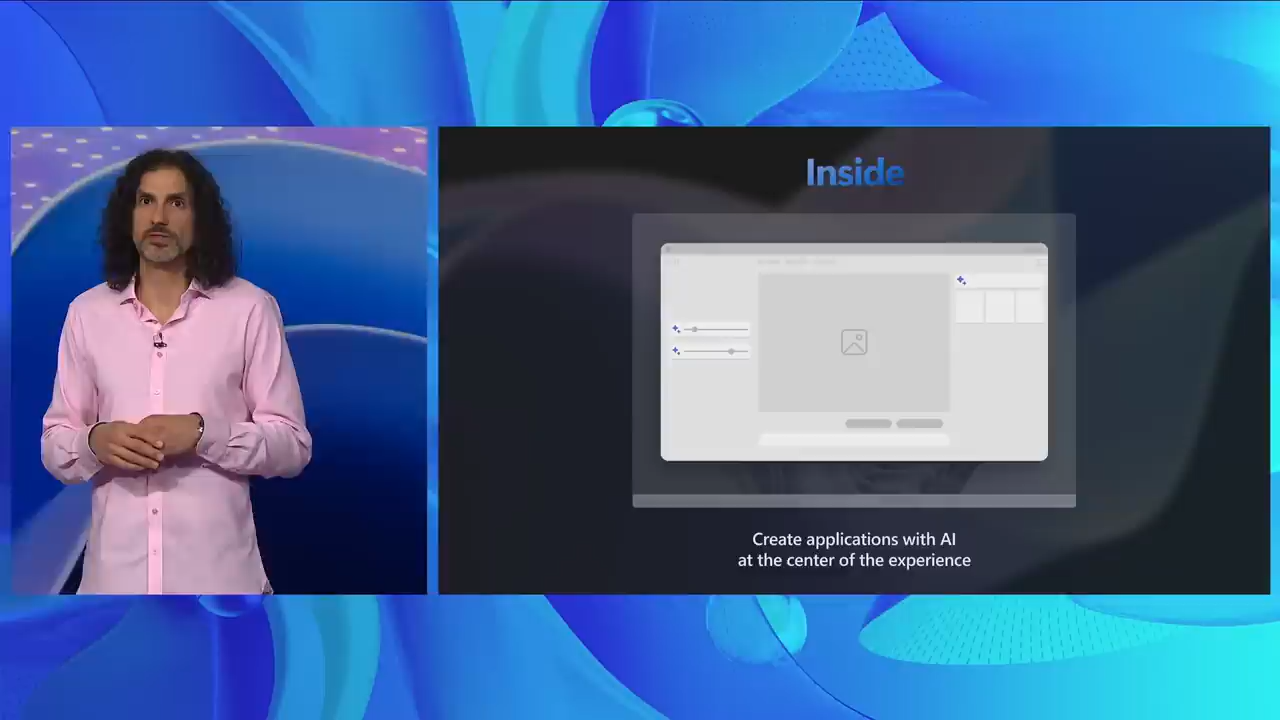 Inside
Create applications with AI
at the center of the experience